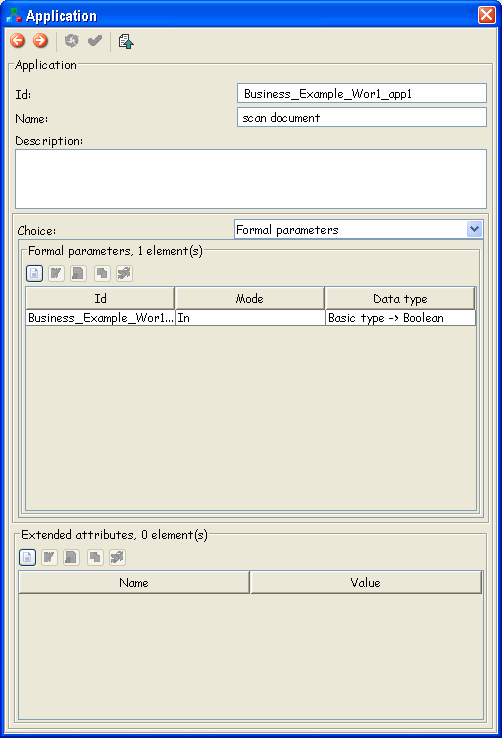 Application
Application
Id: Business_Example_Wor1_app1
Name: scan document
Description:
Choice: Formal parameters
Formal parameters, 1 element(s)
Id Mode Data type
Business_Example_Wor1... In Basic type -> Boolean
Extended attributes, 0 element(s)
Name Value